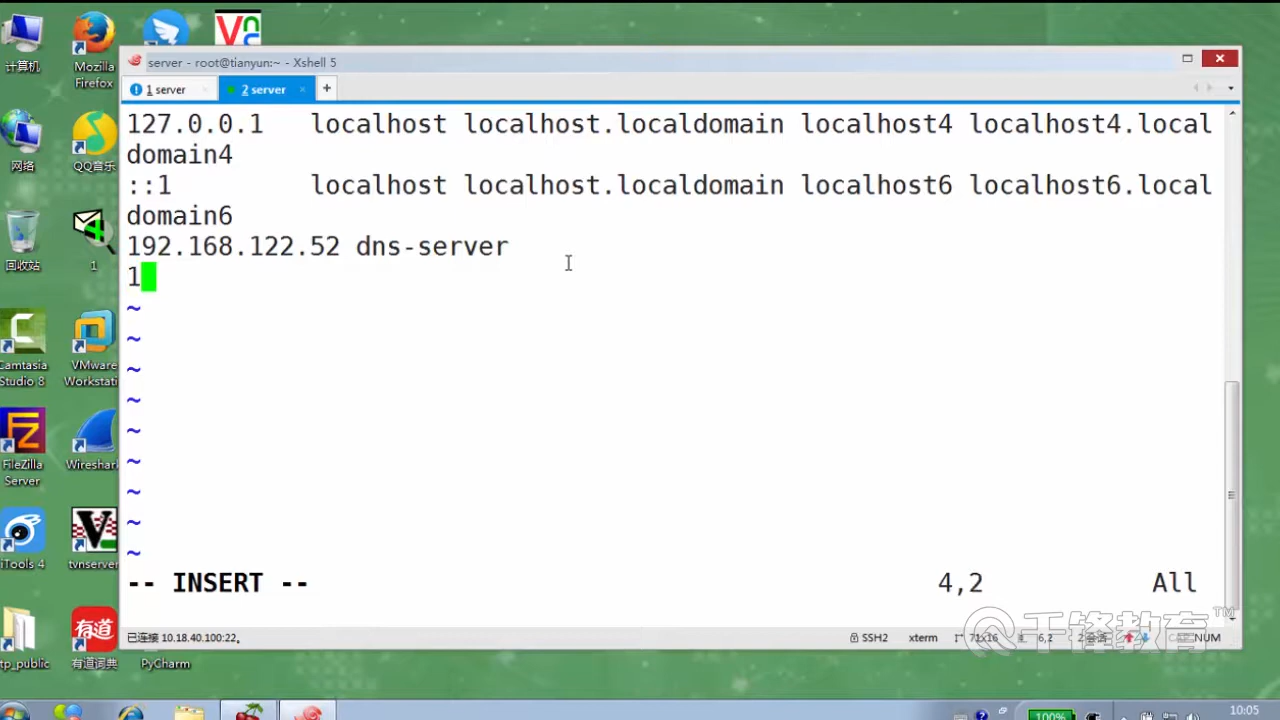 计算机
Mozilla
Firefox
server - root@tianyun:~ - Xshell 5
1 server
2 server
127.0.0.1   localhost localhost.localdomain localhost4 localhost4.local
domain4
::1         localhost localhost.localdomain localhost6 localhost6.local
domain6
192.168.122.52 dns-server
1
~
~
~
~
~
~
~
~
~
-- INSERT --
4,2
All
网络
QQ音乐
回收站
1
Camtasia
Studio 8
VMware
Workstati
FileZilla
Server
Wireshark
iTools 4
tvnserver
tp_public
有道
有道词典
PyCharm
已连接 10.18.40.100:22。
SSH2
xterm
71x16
6,2
NUM
千锋教育
TM
100%
10:05